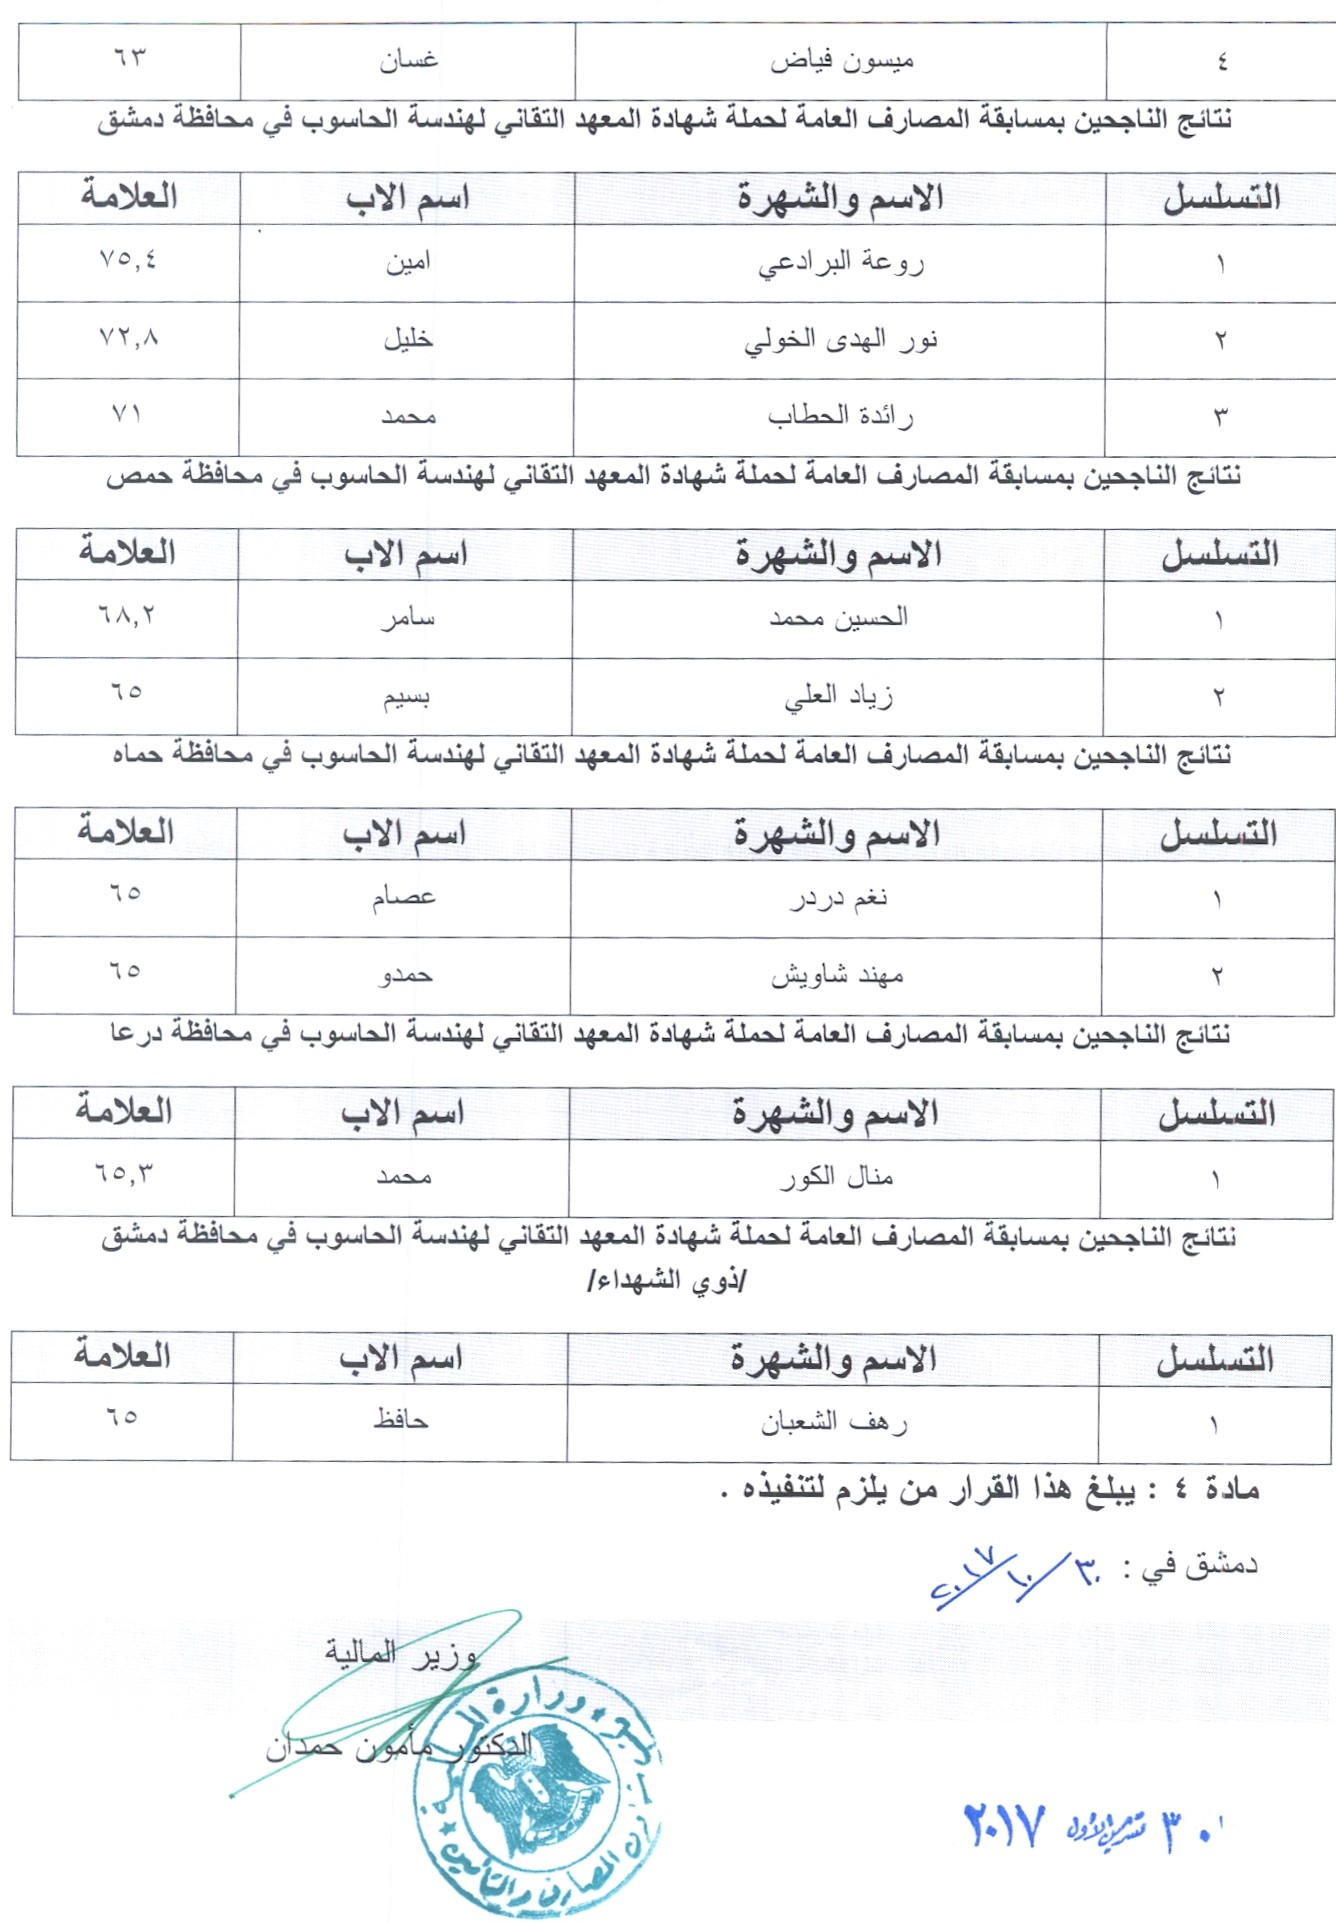 ٤ ميسون فياض غسان ٦٣
نتائج الناجحين بمسابقة المصارف العامة لحملة شهادة المعهد التقاني لهندسة الحاسوب في محافظة دمشق
التسلسل الاسم والشهرة اسم الاب العلامة
١ روعة البرادعي امين ٧٥,٤
٢ نور الهدى الخولي خليل ٧٢,٨
٣ رائدة الحطاب محمد ٧١
نتائج الناجحين بمسابقة المصارف العامة لحملة شهادة المعهد التقاني لهندسة الحاسوب في محافظة حمص
التسلسل الاسم والشهرة اسم الاب العلامة
١ الحسين محمد سامر ٦٨,٢
٢ زياد العلي بسيم ٦٥
نتائج الناجحين بمسابقة المصارف العامة لحملة شهادة المعهد التقاني لهندسة الحاسوب في محافظة حماه
التسلسل الاسم والشهرة اسم الاب العلامة
١ نغم دردر عصام ٦٥
٢ مهند شاويش حمدو ٦٥
نتائج الناجحين بمسابقة المصارف العامة لحملة شهادة المعهد التقاني لهندسة الحاسوب في محافظة درعا
التسلسل الاسم والشهرة اسم الاب العلامة
١ منال الكور محمد ٦٥,٣
نتائج الناجحين بمسابقة المصارف العامة لحملة شهادة المعهد التقاني لهندسة الحاسوب في محافظة دمشق
/ذوي الشهداء/
التسلسل الاسم والشهرة اسم الاب العلامة
١ رهف الشعبان حافظ ٦٥
مادة ٤ : يبلغ هذا القرار من يلزم لتنفيذه .
دمشق في : ٣٠/١٠/٢٠١٧
وزير المالية
الدكتور مأمون حمدان
وزارة المالية
المصارف والتأمين
٣٠ تشرين الأول ٢٠١٧